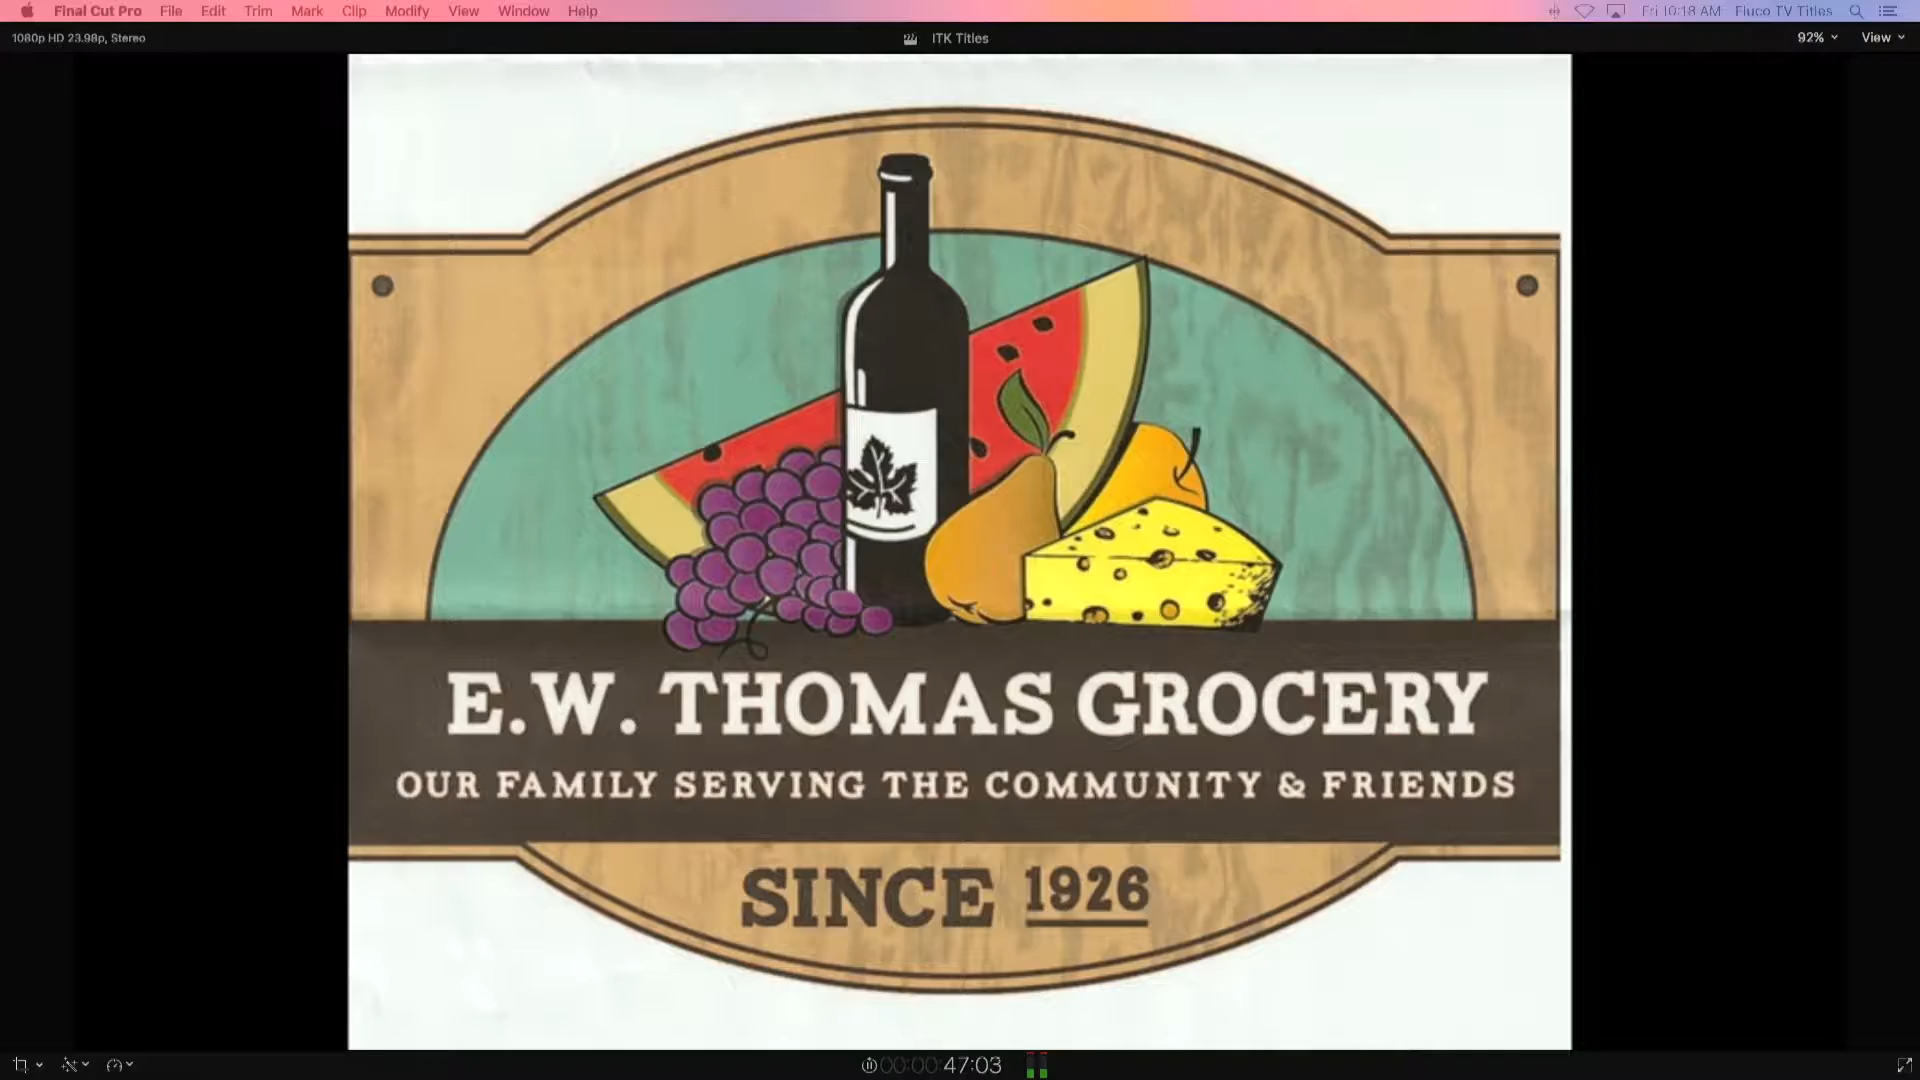 Final Cut Pro File Edit Trim Mark Clip Modify View Window Help Fri 10:18 AM Fluco TV Titles
1080p HD 23.98p, Stereo ITK Titles 92% View
E.W. THOMAS GROCERY
OUR FAMILY SERVING THE COMMUNITY & FRIENDS
SINCE 1926
00:00:47:03